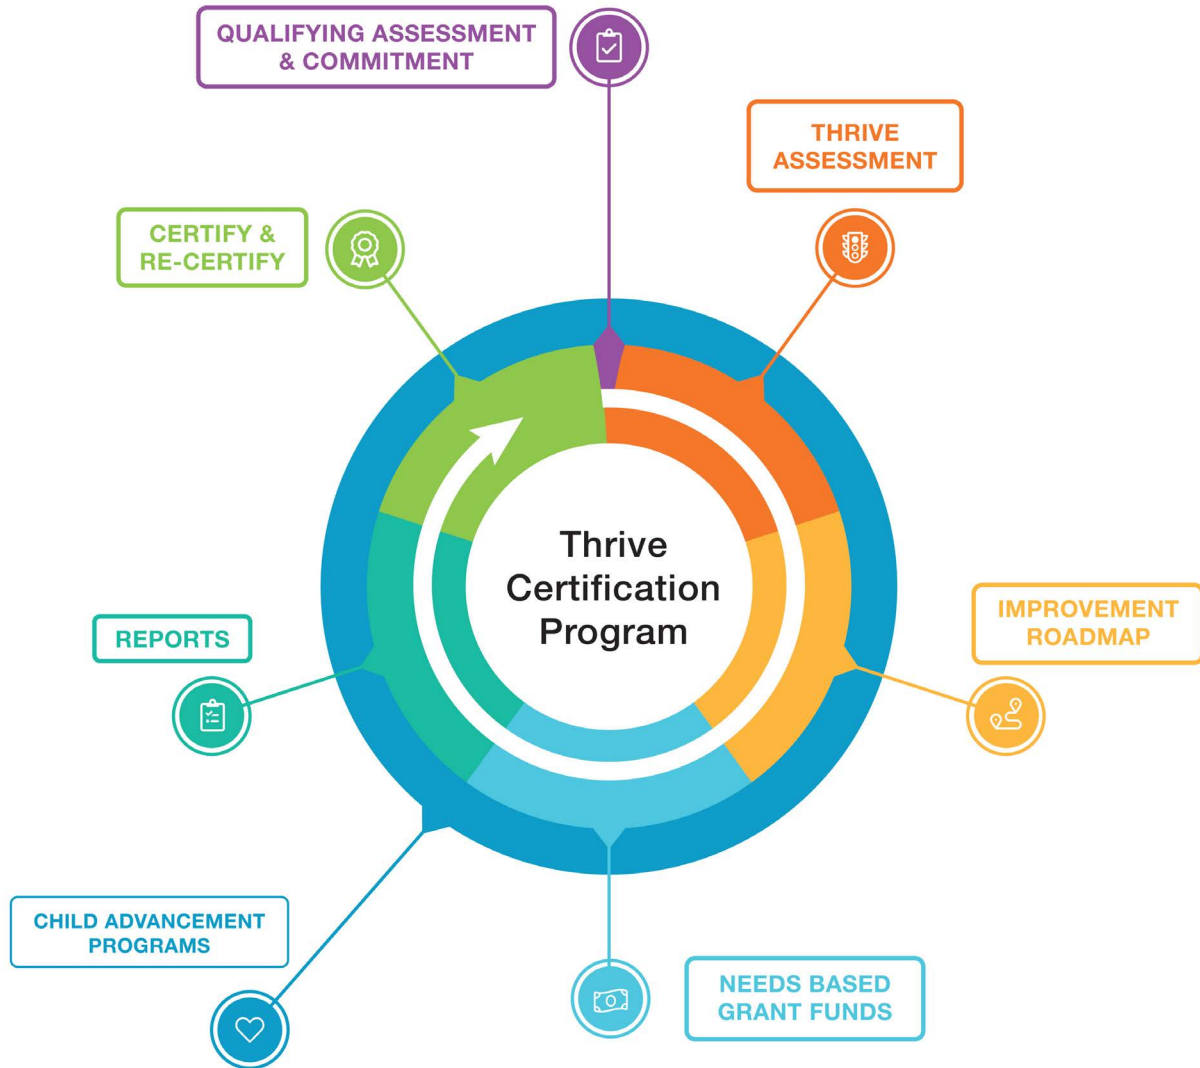 QUALIFYING ASSESSMENT
& COMMITMENT
THRIVE
ASSESSMENT
CERTIFY &
RE-CERTIFY
Thrive
Certification
Program
IMPROVEMENT
ROADMAP
REPORTS
CHILD ADVANCEMENT
PROGRAMS
NEEDS BASED
GRANT FUNDS